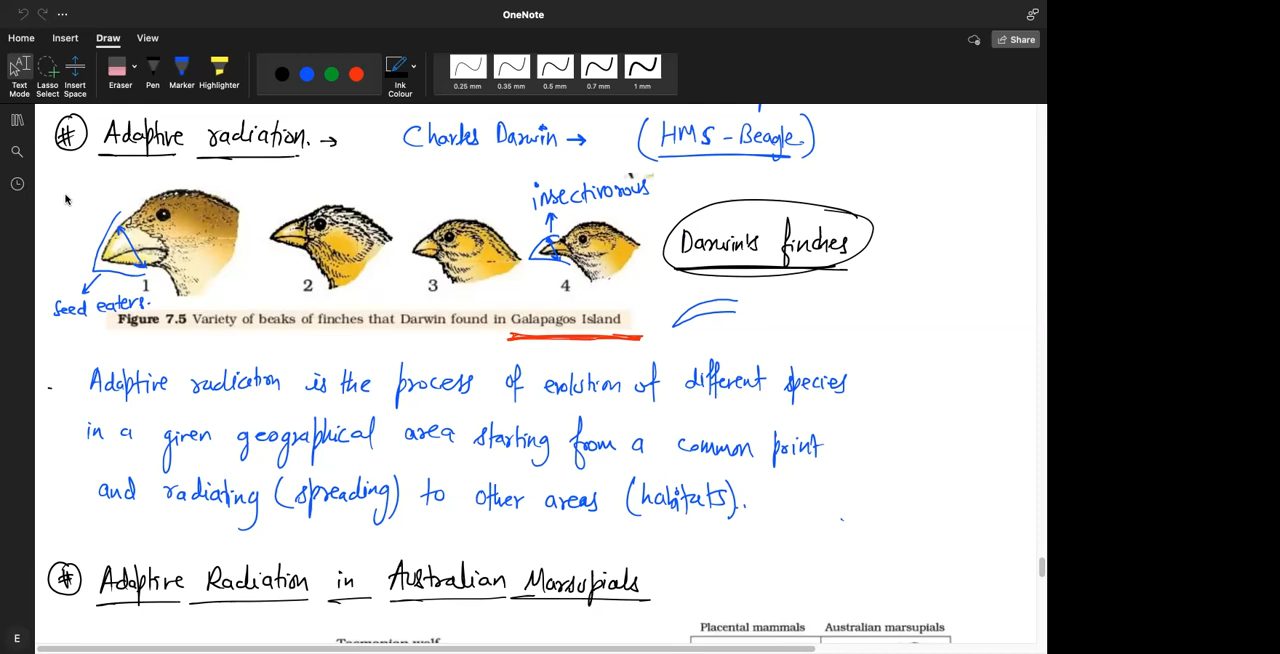 OneNote
Home Insert Draw View
Share
Text Mode
Lasso Select
Insert Space
Eraser
Pen
Marker
Highlighter
Ink Colour
0.25 mm 0.35 mm 0.5 mm 0.7 mm 1 mm
# Adaptive radiation. → Charles Darwin → (HMS - Beagle)
insectivorous
Darwin's finches
1 2 3 4
seed eaters.
Figure 7.5 Variety of beaks of finches that Darwin found in Galapagos Island
- Adaptive radiation is the process of evolution of different species
in a given geographical area starting from a common print
and radiating (spreading) to other areas (habitats).
# Adaptive Radiation in Australian Marsupials
Placental mammals Australian marsupials
Tasmanian wolf
E